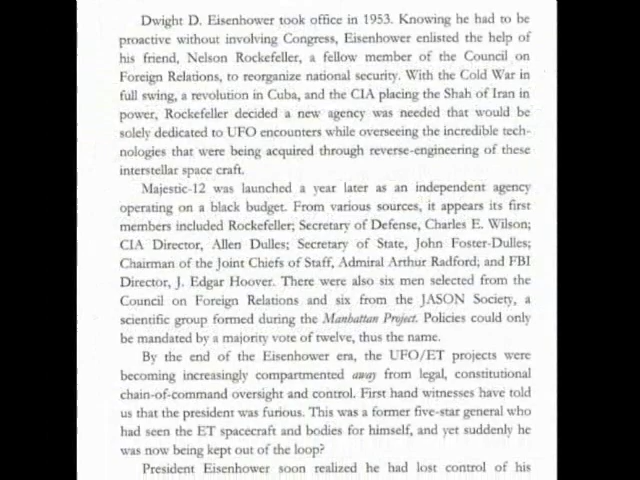 Dwight D. Eisenhower took office in 1953. Knowing he had to be
proactive without involving Congress, Eisenhower enlisted the help of
his friend, Nelson Rockefeller, a fellow member of the Council on
Foreign Relations, to reorganize national security. With the Cold War in
full swing, a revolution in Cuba, and the CIA placing the Shah of Iran in
power, Rockefeller decided a new agency was needed that would be
solely dedicated to UFO encounters while overseeing the incredible tech-
nologies that were being acquired through reverse-engineering of these
interstellar space craft.
Majestic-12 was launched a year later as an independent agency
operating on a black budget. From various sources, it appears its first
members included Rockefeller; Secretary of Defense, Charles E. Wilson;
CIA Director, Allen Dulles; Secretary of State, John Foster-Dulles;
Chairman of the Joint Chiefs of Staff, Admiral Arthur Radford; and FBI
Director, J. Edgar Hoover. There were also six men selected from the
Council on Foreign Relations and six from the JASON Society, a
scientific group formed during the Manhattan Project. Policies could only
be mandated by a majority vote of twelve, thus the name.
By the end of the Eisenhower era, the UFO/ET projects were
becoming increasingly compartmented away from legal, constitutional
chain-of-command oversight and control. First hand witnesses have told
us that the president was furious. This was a former five-star general who
had seen the ET spacecraft and bodies for himself, and yet suddenly he
was now being kept out of the loop?
President Eisenhower soon realized he had lost control of his